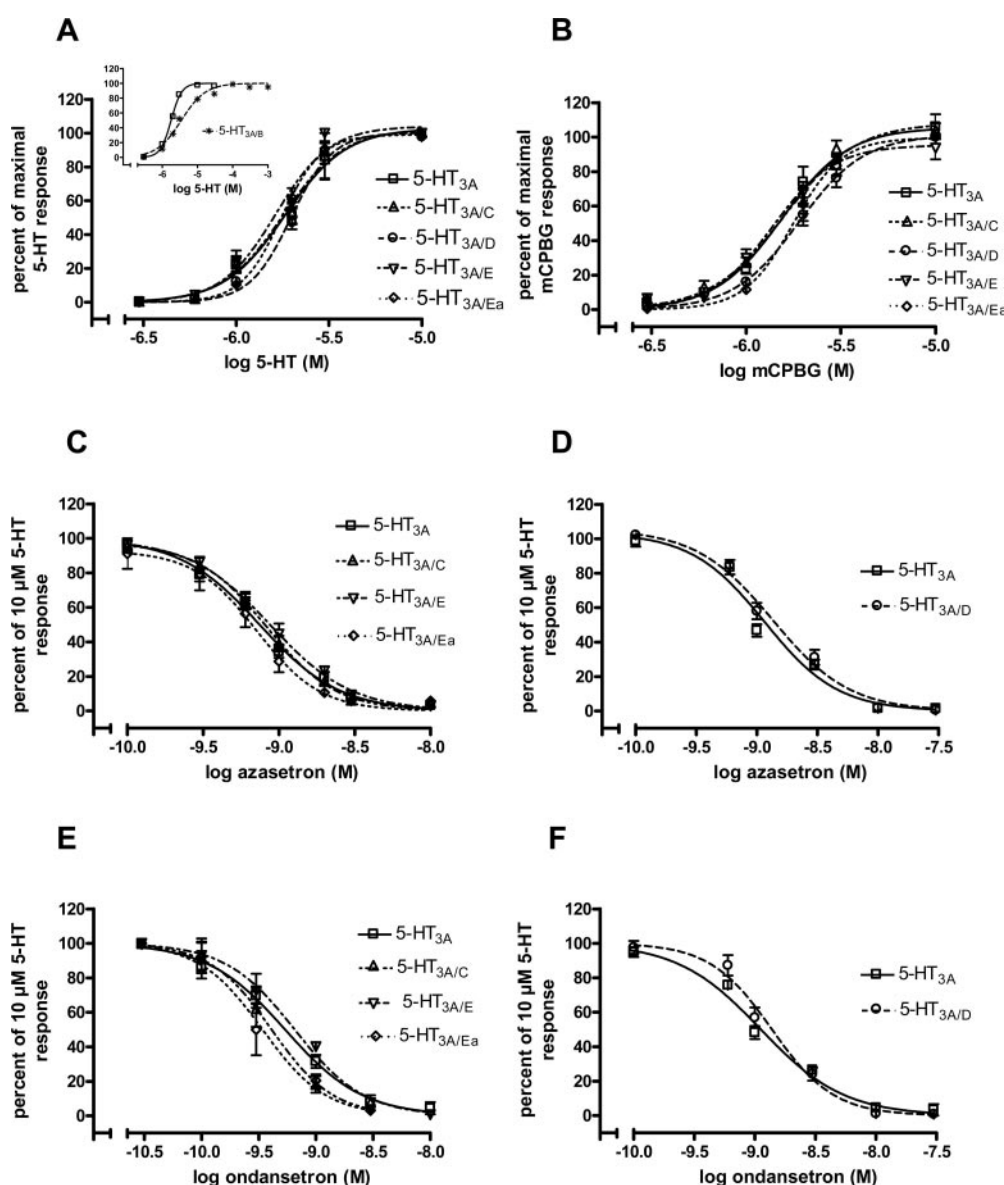 A
100
80
60
40
20
0
-6
-5
-4
-3
log 5-HT (M)
5-HT3A/B
120
100
80
60
40
20
0
percent of maximal
5-HT response
-6.5
-6.0
-5.5
-5.0
log 5-HT (M)
5-HT3A
5-HT3A/C
5-HT3A/D
5-HT3A/E
5-HT3A/Ea
B
120
100
80
60
40
20
0
percent of maximal
mCPBG response
-6.5
-6.0
-5.5
-5.0
log mCPBG (M)
5-HT3A
5-HT3A/C
5-HT3A/D
5-HT3A/E
5-HT3A/Ea
C
120
100
80
60
40
20
0
percent of 10 µM 5-HT
response
-10.0
-9.5
-9.0
-8.5
-8.0
log azasetron (M)
5-HT3A
5-HT3A/C
5-HT3A/E
5-HT3A/Ea
D
120
100
80
60
40
20
0
percent of 10 µM 5-HT
response
-10.0
-9.5
-9.0
-8.5
-8.0
-7.5
log azasetron (M)
5-HT3A
5-HT3A/D
E
120
100
80
60
40
20
0
percent of 10 µM 5-HT
response
-10.5
-10.0
-9.5
-9.0
-8.5
-8.0
log ondansetron (M)
5-HT3A
5-HT3A/C
5-HT3A/E
5-HT3A/Ea
F
120
100
80
60
40
20
0
percent of 10 µM 5-HT
response
-10.0
-9.5
-9.0
-8.5
-8.0
-7.5
log ondansetron (M)
5-HT3A
5-HT3A/D